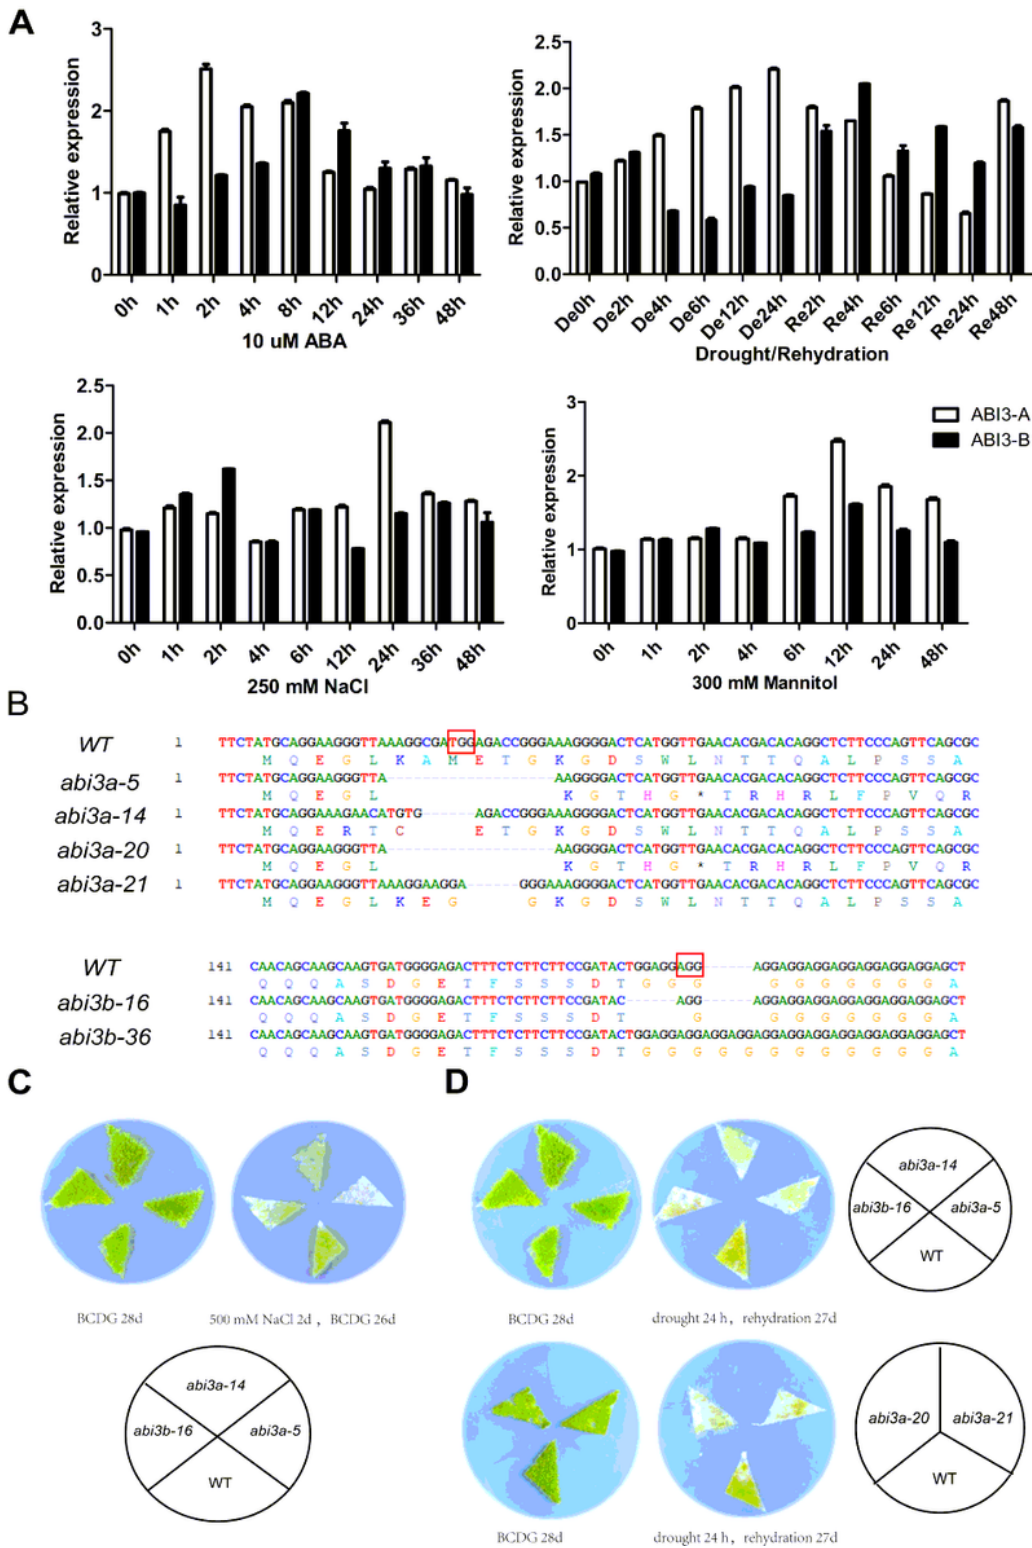 A
Relative expression
3
2
1
0
0h 1h 2h 4h 8h 12h 24h 36h 48h
10 uM ABA
Relative expression
2.5
2.0
1.5
1.0
0.5
0.0
De0h De2h De4h De6h De12h De24h Re2h Re4h Re6h Re12h Re24h Re48h
Drought/Rehydration
Relative expression
2.5
2.0
1.5
1.0
0.5
0.0
0h 1h 2h 4h 6h 12h 24h 36h 48h
250 mM NaCl
Relative expression
3
2
1
0
0h 1h 2h 4h 6h 12h 24h 48h
300 mM Mannitol
ABI3-A
ABI3-B
B
WT 1 TTCTATGCAGGAAGGGTTAAAGGCGATGGAGACCGGGAAAGGGGACTCATGGTTGAACACGACACAGGCTCTTCCCAGTTCAGCGC
M Q E G L K A M E T G K G D S W L N T T Q A L P S S A
abi3a-5 1 TTCTATGCAGGAAGGGTTA-------------------AAGGGGACTCATGGTTGAACACGACACAGGCTCTTCCCAGTTCAGCGC
M Q E G L K G T H G * T R H R L F P V Q R
abi3a-14 1 TTCTATGCAGGAAAGAACATGTG------AGACCGGGAAAGGGGACTCATGGTTGAACACGACACAGGCTCTTCCCAGTTCAGCGC
M Q E R T C E T G K G D S W L N T T Q A L P S S A
abi3a-20 1 TTCTATGCAGGAAGGGTTA-------------------AAGGGGACTCATGGTTGAACACGACACAGGCTCTTCCCAGTTCAGCGC
M Q E G L K G T H G * T R H R L F P V Q R
abi3a-21 1 TTCTATGCAGGAAGGGTTAAAGGAAGGA------GGGAAAGGGGACTCATGGTTGAACACGACACAGGCTCTTCCCAGTTCAGCGC
M Q E G L K E G G K G D S W L N T T Q A L P S S A
WT 141 CAACAGCAAGCAAGTGATGGGGAGACTTTCTCTTCTTCCGATACTGGAGGAGG------AGGAGGAGGAGGAGGAGGAGGAGCT
Q Q Q A S D G E T F S S S D T G G G G G G G G G G A
abi3b-16 141 CAACAGCAAGCAAGTGATGGGGAGACTTTCTCTTCTTCCGATAC------AGG------AGGAGGAGGAGGAGGAGGAGGAGCT
Q Q Q A S D G E T F S S S D T G G G G G G G G A
abi3b-36 141 CAACAGCAAGCAAGTGATGGGGAGACTTTCTCTTCTTCCGATACTGGAGGAGGAGGAGGAGGAGGAGGAGGAGGAGGAGGAGCT
Q Q Q A S D G E T F S S S D T G G G G G G G G G G G G A
C
BCDG 28d
500 mM NaCl 2d , BCDG 26d
abi3a-14
abi3b-16
abi3a-5
WT
D
BCDG 28d
drought 24 h, rehydration 27d
abi3a-14
abi3b-16
abi3a-5
WT
BCDG 28d
drought 24 h, rehydration 27d
abi3a-20
abi3a-21
WT